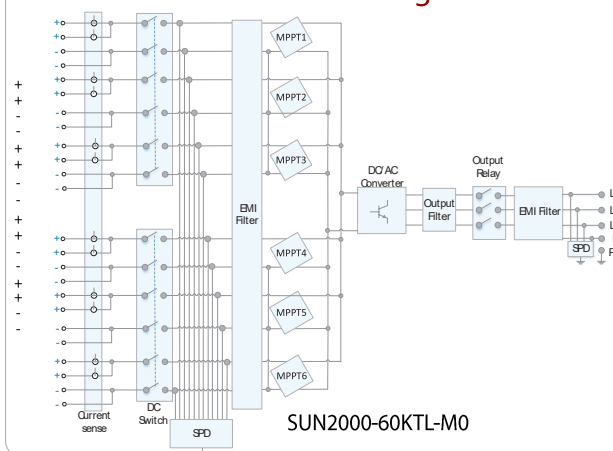 MPPT1
MPPT2
MPPT3
MPPT4
MPPT5
MPPT6
EMI
Filter
DC/AC
Converter
Output
Filter
Output
Relay
EMI Filter
SPD
L
L
L
Current
sense
DC
Switch
SPD
SUN2000-60KTL-M0